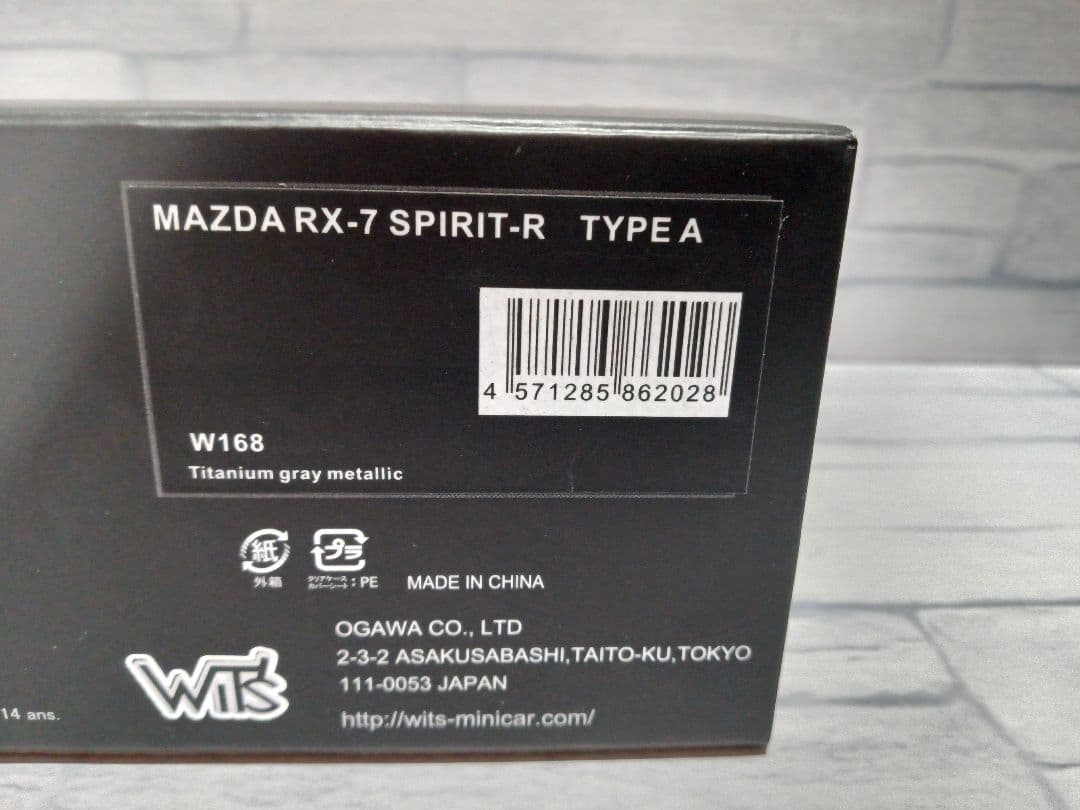 MAZDA RX-7 SPIRIT-R TYPE A
4 571285 862028
W168
Titanium gray metallic
紙 プラ
外箱 クリアケース カバーシート : PE MADE IN CHINA
OGAWA CO., LTD
2-3-2 ASAKUSABASHI,TAITO-KU,TOKYO
111-0053 JAPAN
WiTs
14 ans.
http://wits-minicar.com/